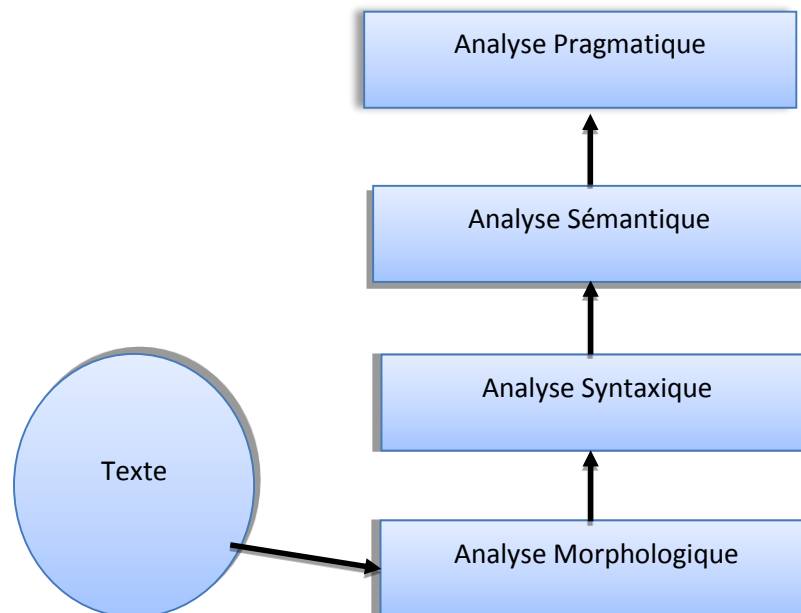 Analyse Pragmatique
Analyse Sémantique
Analyse Syntaxique
Texte
Analyse Morphologique